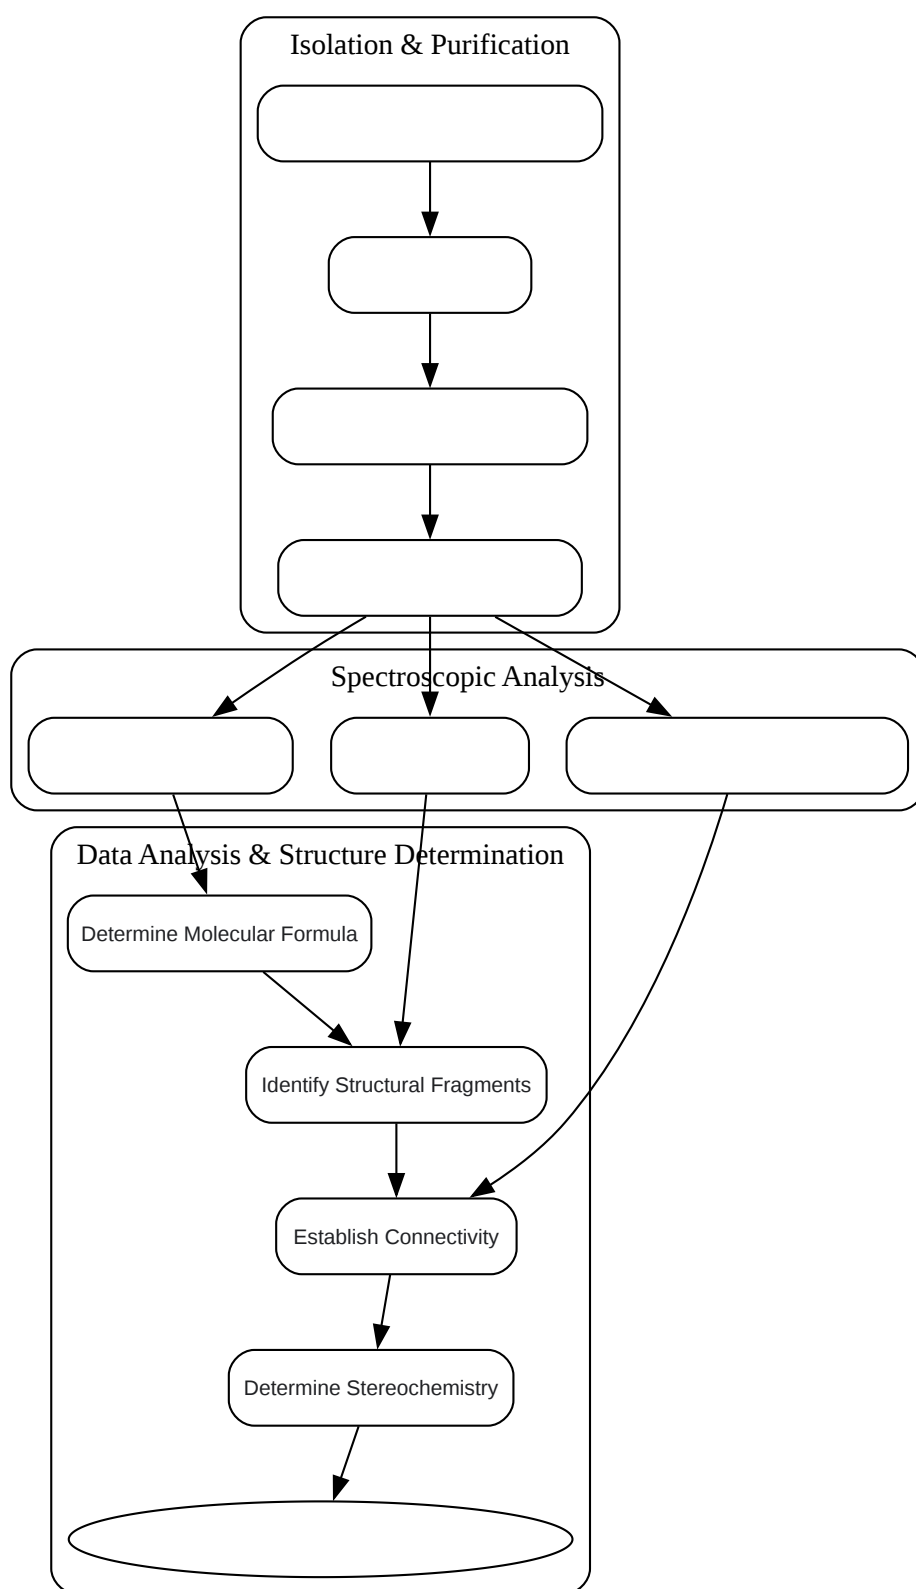 Isolation & Purification
Spectroscopic Analysis
Data Analysis & Structure Determination
Determine Molecular Formula
Identify Structural Fragments
Establish Connectivity
Determine Stereochemistry